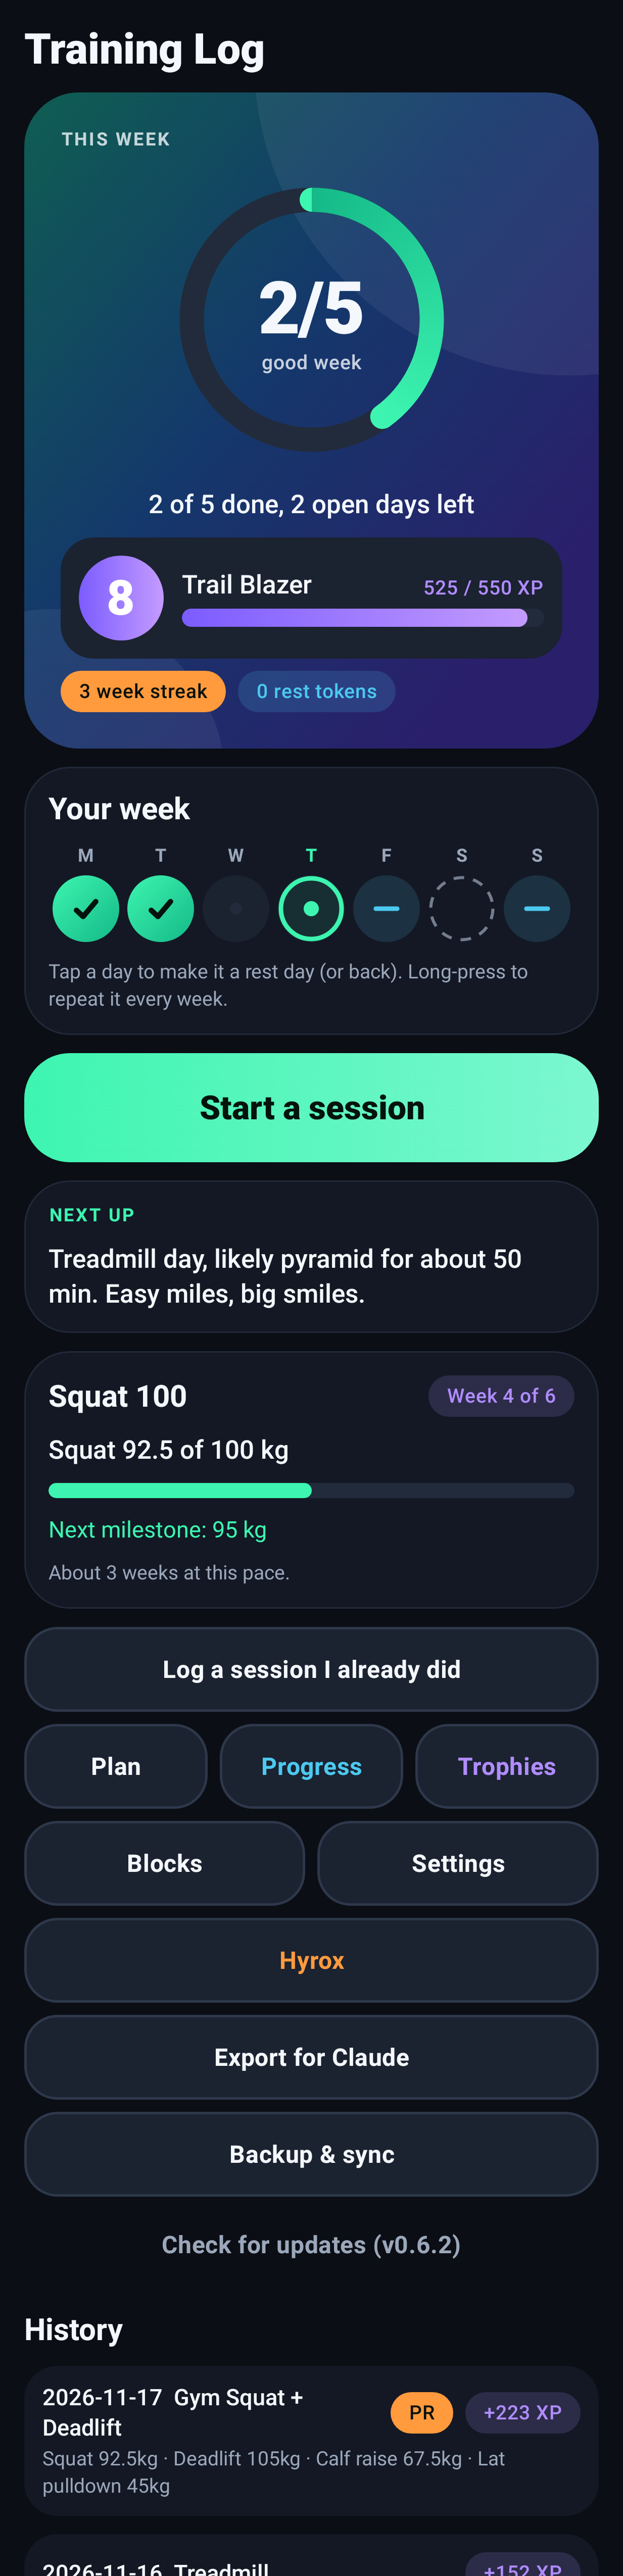 Training Log
THIS WEEK
2/5
good week
2 of 5 done, 2 open days left
8
Trail Blazer
525 / 550 XP
3 week streak
0 rest tokens
Your week
M T W T F S S
Tap a day to make it a rest day (or back). Long-press to
repeat it every week.
Start a session
NEXT UP
Treadmill day, likely pyramid for about 50
min. Easy miles, big smiles.
Squat 100
Week 4 of 6
Squat 92.5 of 100 kg
Next milestone: 95 kg
About 3 weeks at this pace.
Log a session I already did
Plan
Progress
Trophies
Blocks
Settings
Hyrox
Export for Claude
Backup & sync
Check for updates (v0.6.2)
History
2026-11-17 Gym Squat +
Deadlift
PR
+223 XP
Squat 92.5kg · Deadlift 105kg · Calf raise 67.5kg · Lat
pulldown 45kg
2026-11-16 Treadmill
+152 XP